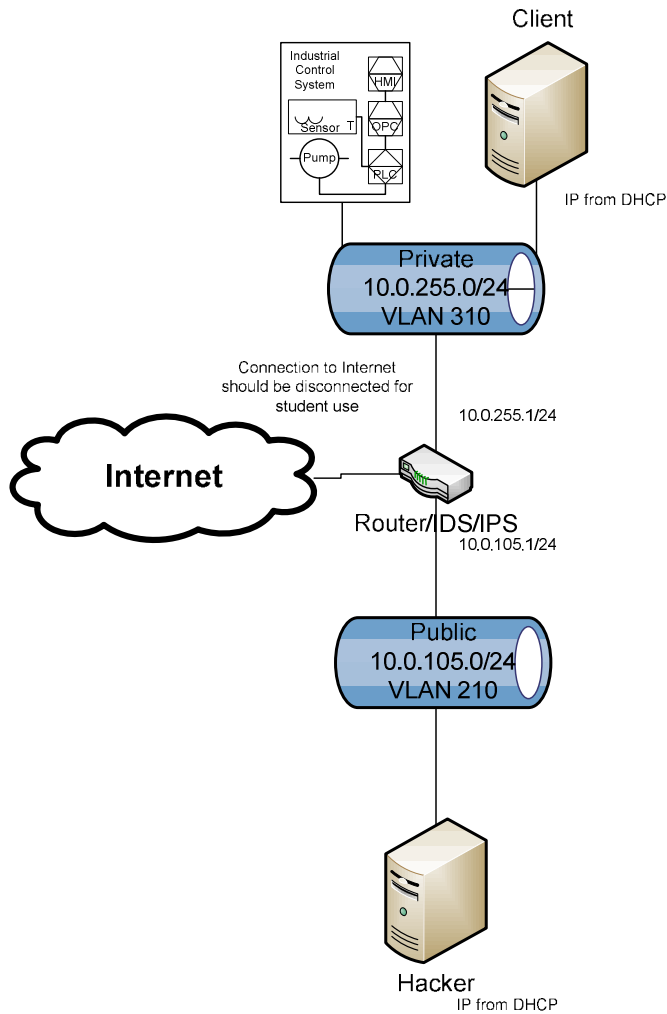 Client
Industrial
Control
System
HMI
Sensor T
OPC
Pump
PLC
IP from DHCP
Private
10.0.255.0/24
VLAN 310
Connection to Internet
should be disconnected for
student use
10.0.255.1/24
Internet
Router/IDS/IPS
10.0.105.1/24
Public
10.0.105.0/24
VLAN 210
Hacker
IP from DHCP